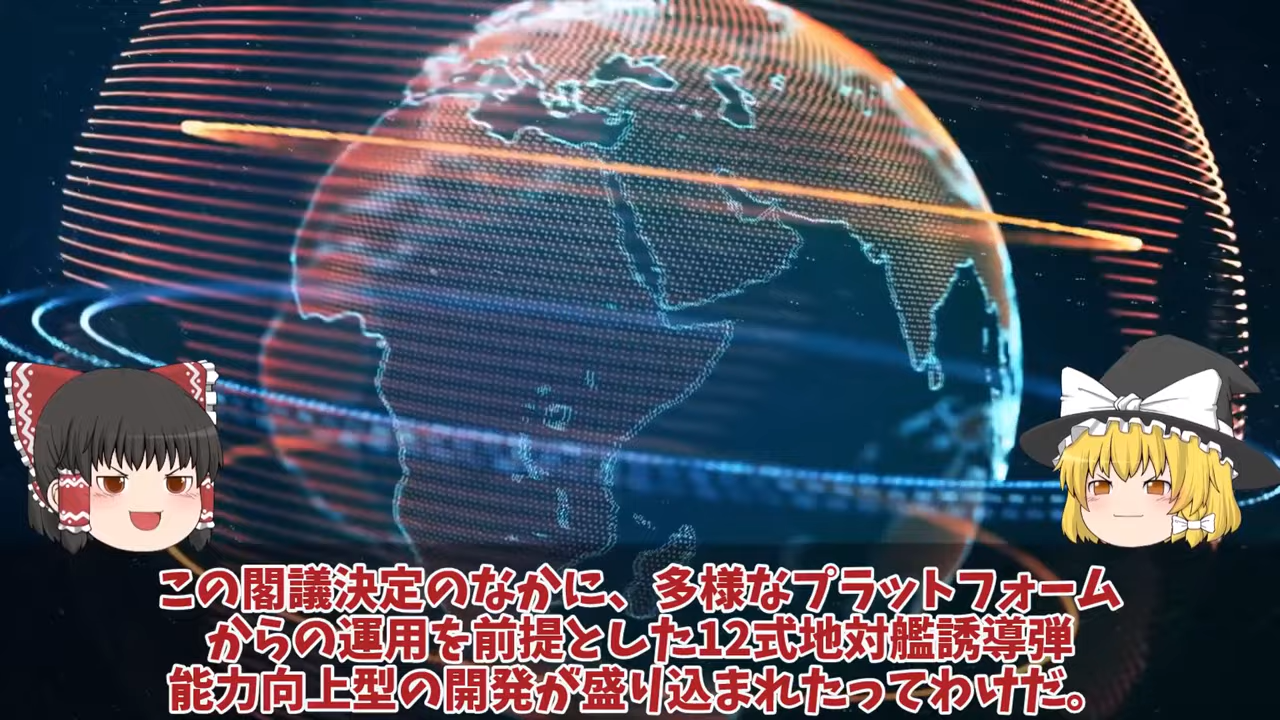 この閣議決定のなかに、多様なプラットフォーム
からの運用を前提とした12式地対艦誘導弾
能力向上型の開発が盛り込まれたってわけだ。